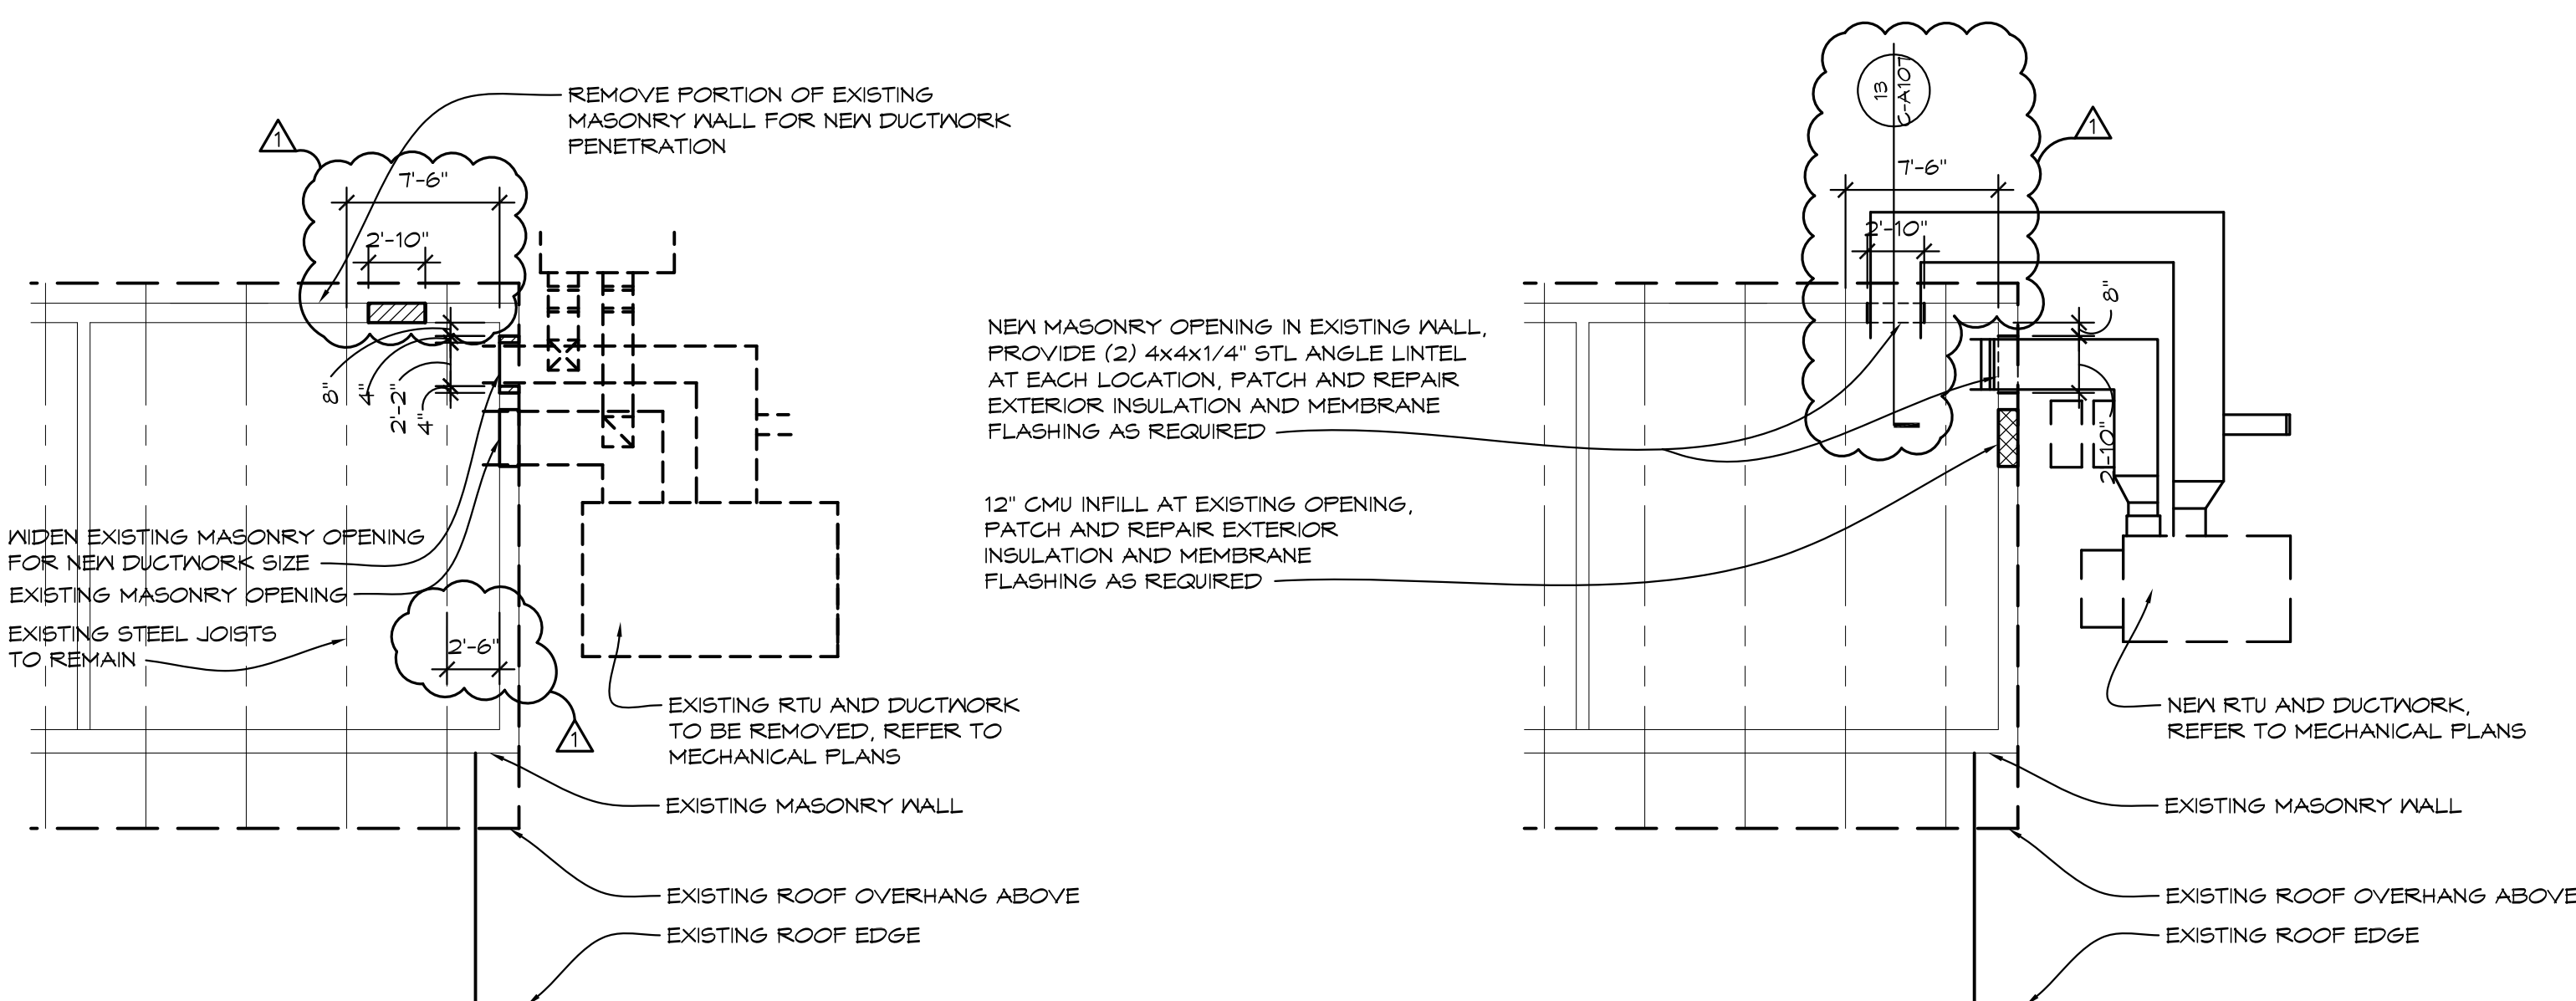 REMOVE PORTION OF EXISTING
MASONRY WALL FOR NEW DUCTWORK
PENETRATION
1
7'-6"
2'-10"
8"
4"
2'-2"
4"
WIDEN EXISTING MASONRY OPENING
FOR NEW DUCTWORK SIZE
EXISTING MASONRY OPENING
EXISTING STEEL JOISTS
TO REMAIN
2'-6"
1
EXISTING RTU AND DUCTWORK
TO BE REMOVED, REFER TO
MECHANICAL PLANS
EXISTING MASONRY WALL
EXISTING ROOF OVERHANG ABOVE
EXISTING ROOF EDGE
13
C-A107
1
7'-6"
2'-10"
8"
2'-10"
NEW MASONRY OPENING IN EXISTING WALL,
PROVIDE (2) 4x4x1/4" STL ANGLE LINTEL
AT EACH LOCATION, PATCH AND REPAIR
EXTERIOR INSULATION AND MEMBRANE
FLASHING AS REQUIRED
12" CMU INFILL AT EXISTING OPENING,
PATCH AND REPAIR EXTERIOR
INSULATION AND MEMBRANE
FLASHING AS REQUIRED
NEW RTU AND DUCTWORK,
REFER TO MECHANICAL PLANS
EXISTING MASONRY WALL
EXISTING ROOF OVERHANG ABOVE
EXISTING ROOF EDGE